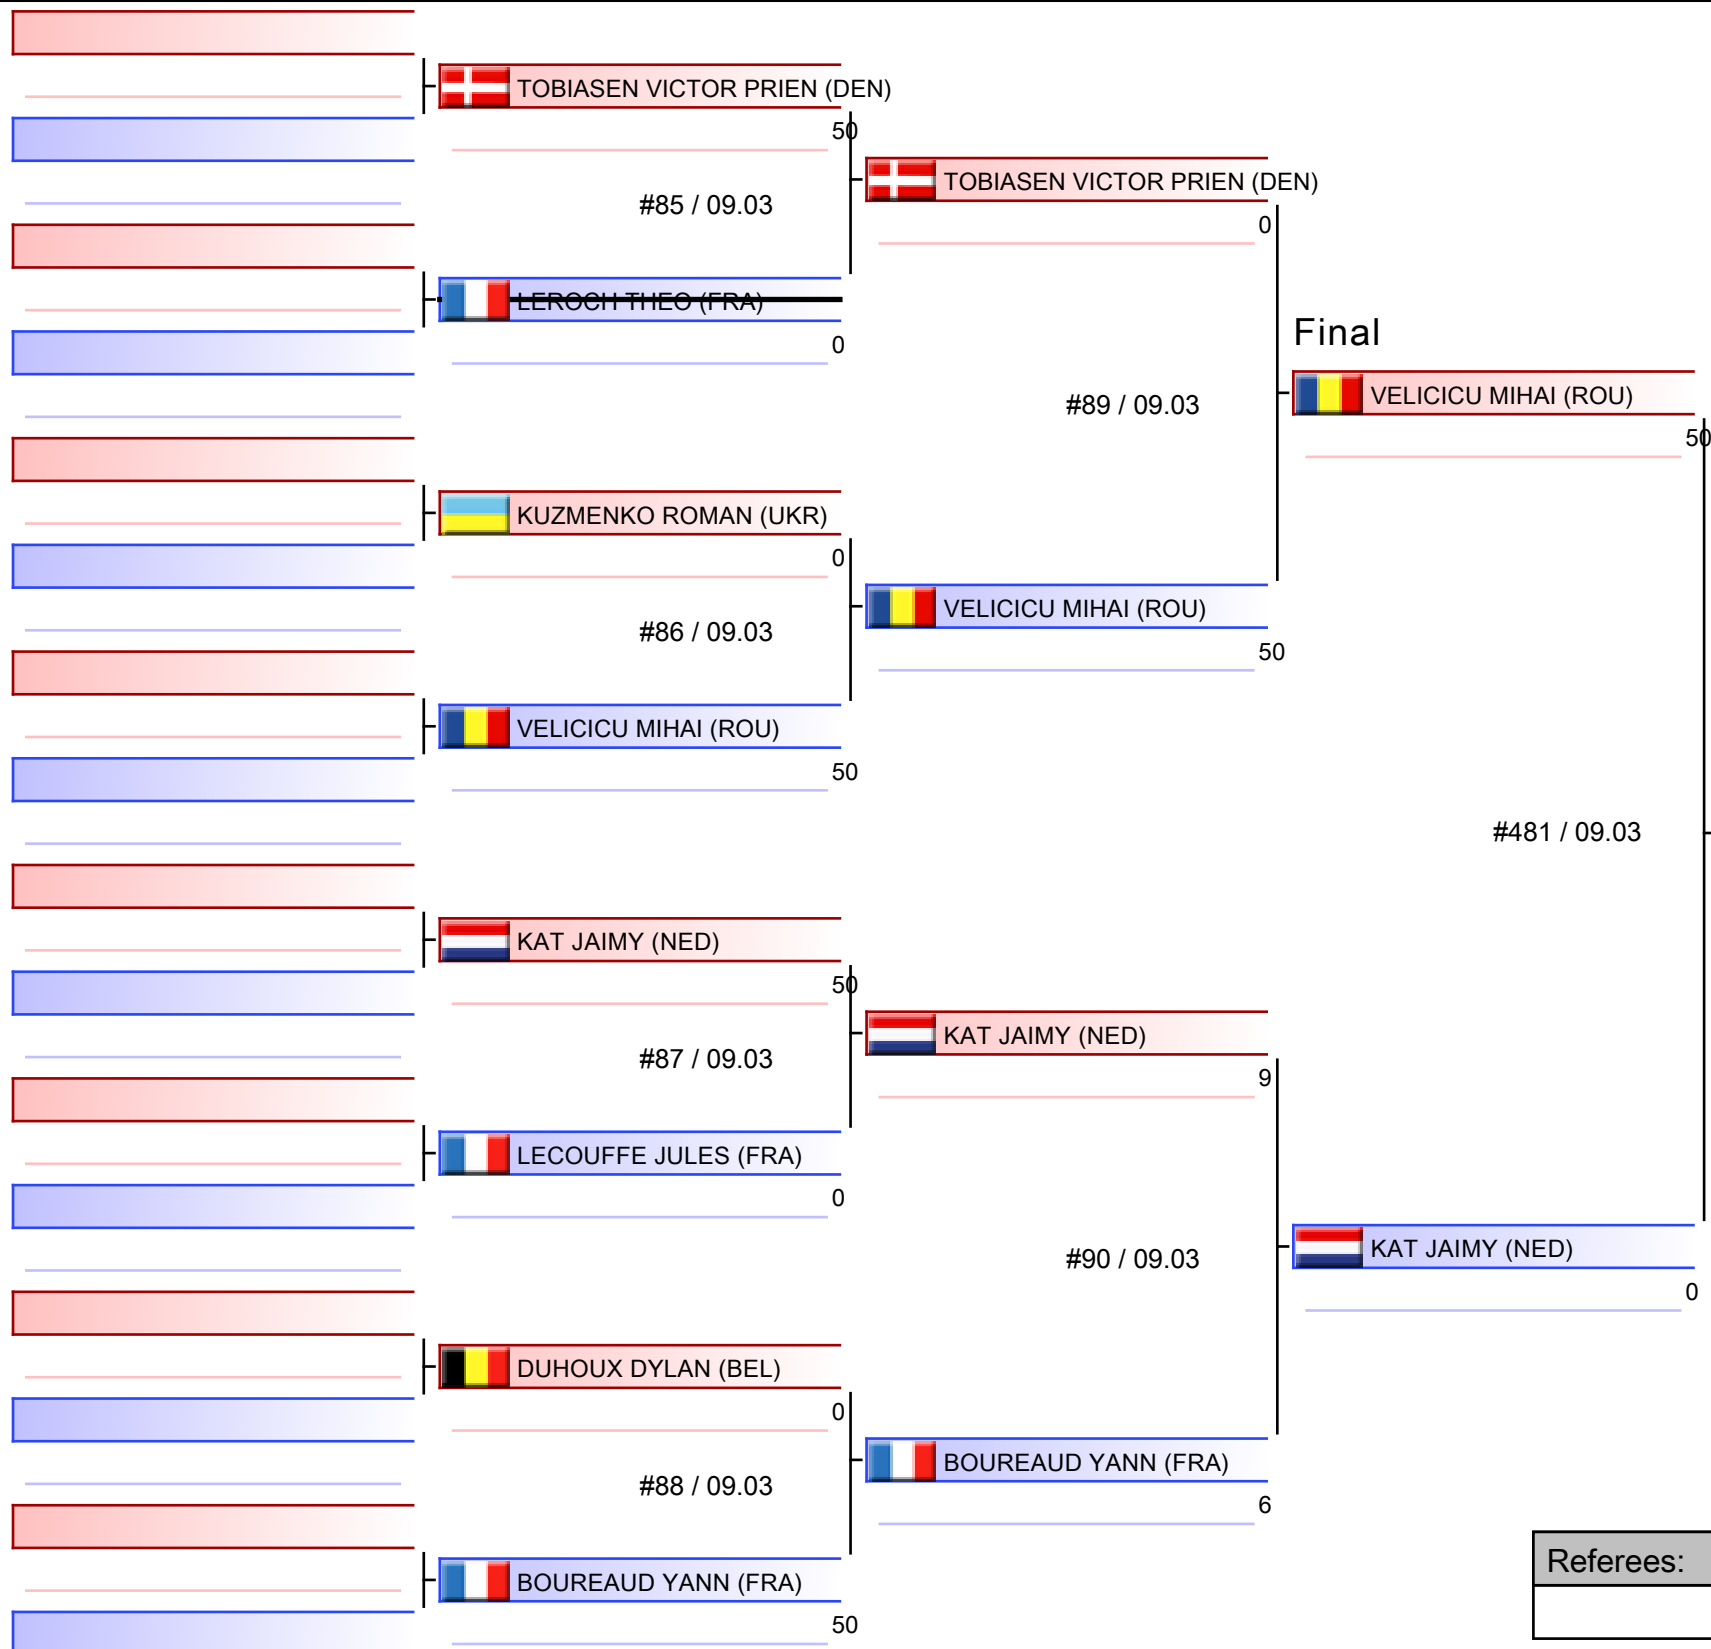 TOBIASEN VICTOR PRIEN (DEN)
50
#85 / 09.03
LEROCH THEO (FRA)
0
KUZMENKO ROMAN (UKR)
0
#86 / 09.03
VELICICU MIHAI (ROU)
50
KAT JAIMY (NED)
50
#87 / 09.03
LECOUFFE JULES (FRA)
0
DUHOUX DYLAN (BEL)
0
#88 / 09.03
BOUREAUD YANN (FRA)
50
TOBIASEN VICTOR PRIEN (DEN)
0
#89 / 09.03
VELICICU MIHAI (ROU)
50
KAT JAIMY (NED)
9
#90 / 09.03
BOUREAUD YANN (FRA)
6
Final
VELICICU MIHAI (ROU)
50
#481 / 09.03
KAT JAIMY (NED)
0
Referees: